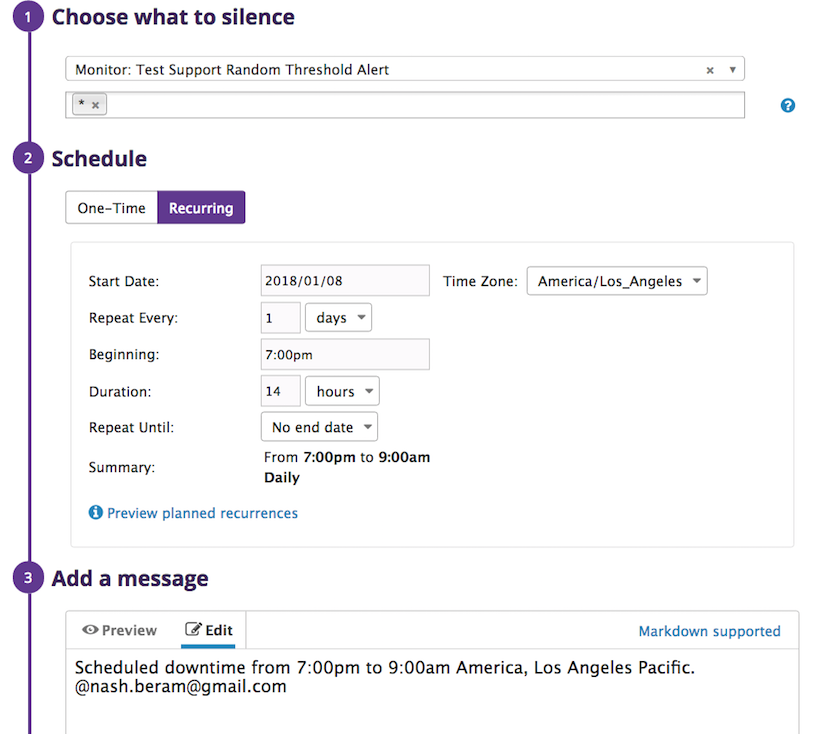 1 Choose what to silence
Monitor: Test Support Random Threshold Alert × ▼
* ×
?
2 Schedule
One-Time Recurring
Start Date: 2018/01/08 Time Zone: America/Los_Angeles
Repeat Every: 1 days
Beginning: 7:00pm
Duration: 14 hours
Repeat Until: No end date
Summary: From 7:00pm to 9:00am
Daily
i Preview planned recurrences
3 Add a message
Preview Edit Markdown supported
Scheduled downtime from 7:00pm to 9:00am America, Los Angeles Pacific.
@nash.beram@gmail.com